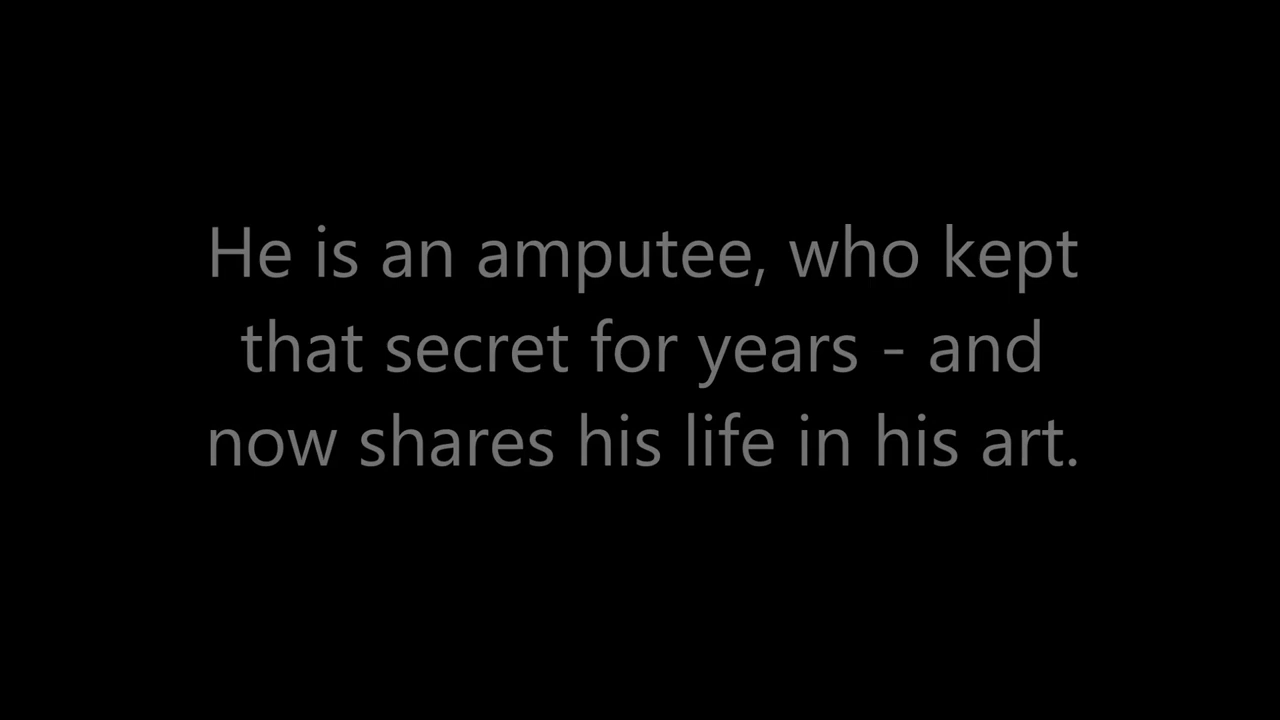 He is an amputee, who kept
that secret for years - and
now shares his life in his art.